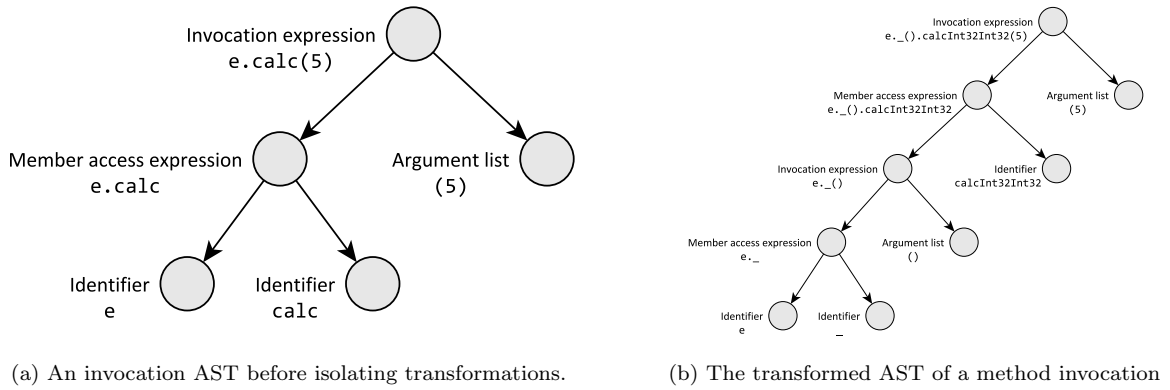 Invocation expression
e.calc(5)
Member access expression
e.calc
Argument list
(5)
Identifier
e
Identifier
calc
(a) An invocation AST before isolating transformations.
Invocation expression
e._().calcInt32Int32(5)
Member access expression
e._().calcInt32Int32
Argument list
(5)
Invocation expression
e._()
Identifier
calcInt32Int32
Member access expression
e._
Argument list
()
Identifier
e
Identifier
_
(b) The transformed AST of a method invocation